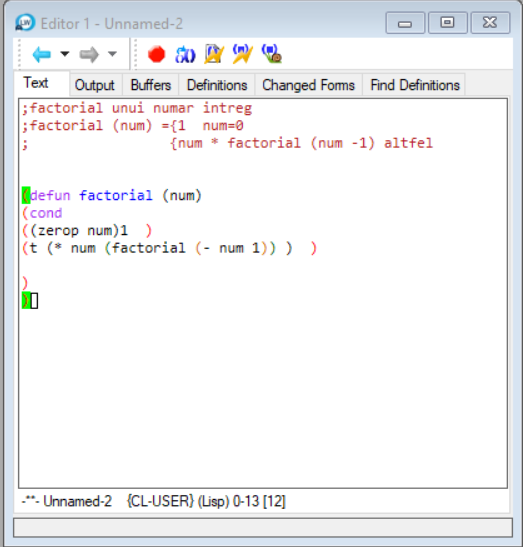 Editor 1 - Unnamed-2
Text Output Buffers Definitions Changed Forms Find Definitions
;factorial unui numar intreg
;factorial (num) ={1  num=0
;                  {num * factorial (num -1) altfel
(defun factorial (num)
(cond
((zerop num)1  )
(t (* num (factorial (- num 1)) )  )
)
)
-**- Unnamed-2   {CL-USER} (Lisp) 0-13 [12]